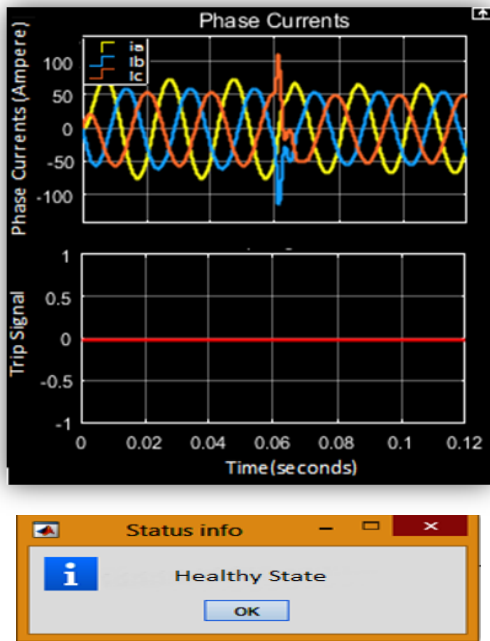 Phase Currents
Phase Currents (Ampere)
ia
Ib
Ic
100
50
0
-50
-100
Trip Signal
1
0.5
0
-0.5
-1
0
0.02
0.04
0.06
0.08
0.1
0.12
Time(seconds)
Status info
Healthy State
OK